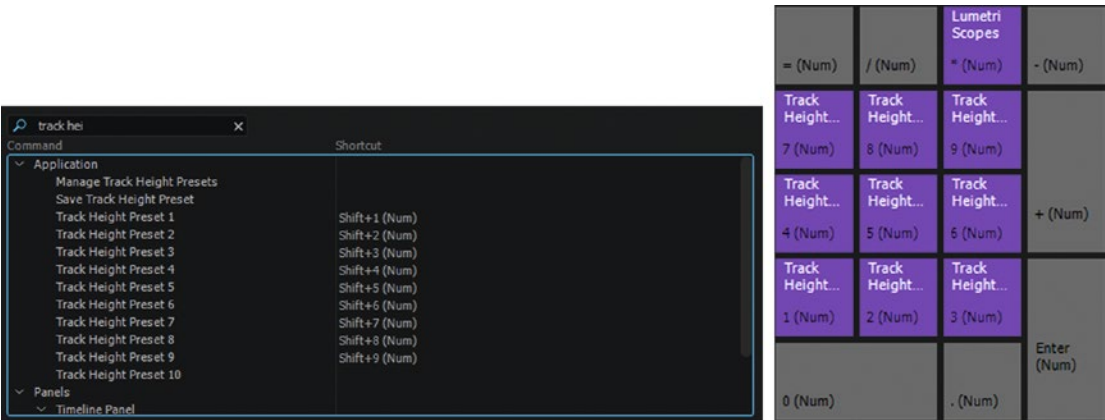 track hei
Command Shortcut
Application
Manage Track Height Presets
Save Track Height Preset
Track Height Preset 1 Shift+1 (Num)
Track Height Preset 2 Shift+2 (Num)
Track Height Preset 3 Shift+3 (Num)
Track Height Preset 4 Shift+4 (Num)
Track Height Preset 5 Shift+5 (Num)
Track Height Preset 6 Shift+6 (Num)
Track Height Preset 7 Shift+7 (Num)
Track Height Preset 8 Shift+8 (Num)
Track Height Preset 9 Shift+9 (Num)
Track Height Preset 10
Panels
Timeline Panel
Lumetri
Scopes
= (Num) / (Num) * (Num) - (Num)
Track Track Track
Height... Height... Height...
7 (Num) 8 (Num) 9 (Num)
Track Track Track
Height... Height... Height...
4 (Num) 5 (Num) 6 (Num) + (Num)
Track Track Track
Height... Height... Height...
1 (Num) 2 (Num) 3 (Num)
Enter
(Num)
0 (Num) . (Num)